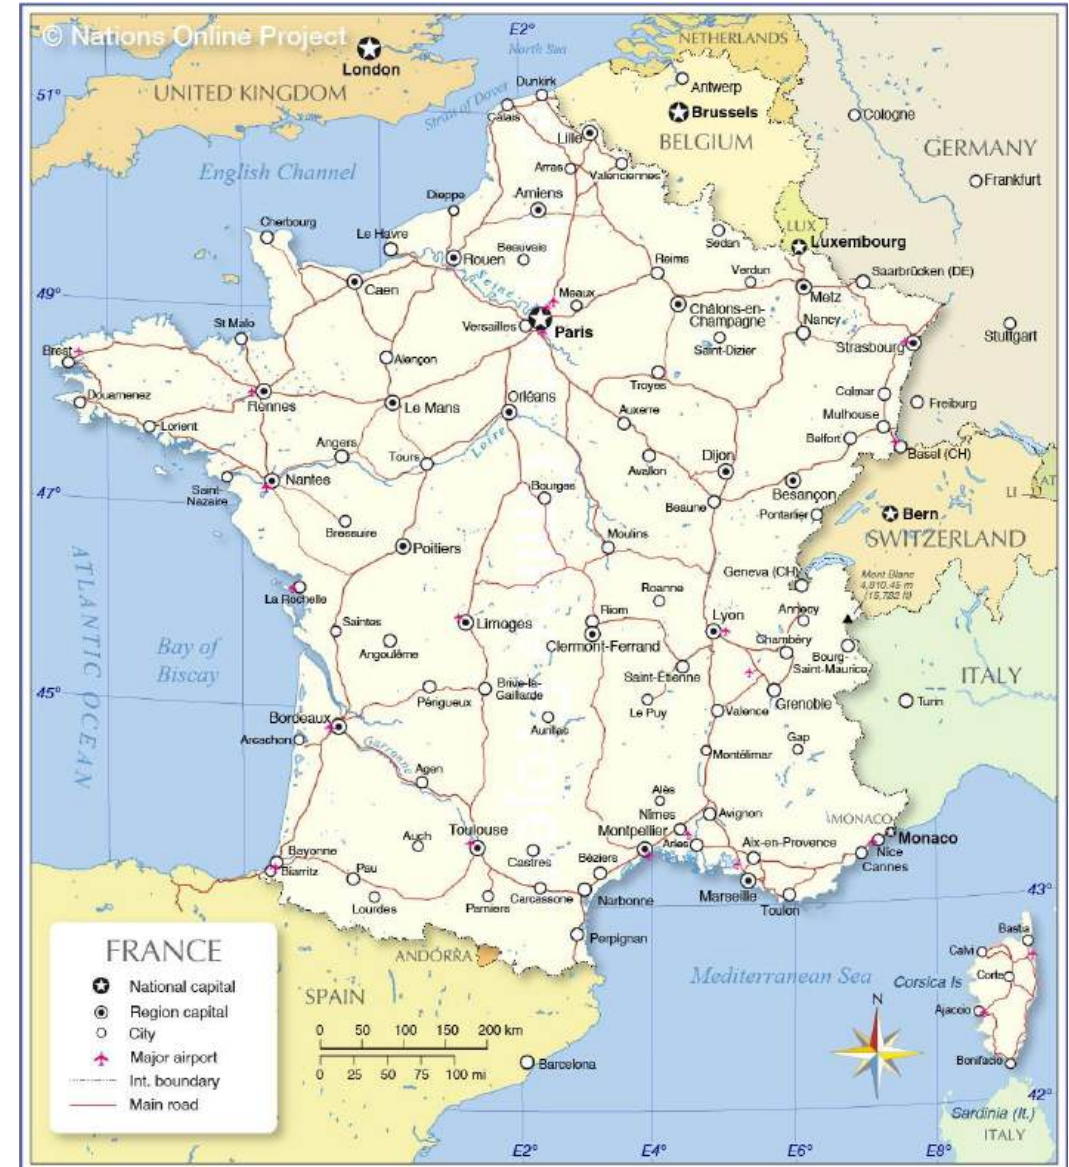 © Nations Online Project
London
UNITED KINGDOM
51°
E2°
North Sea
Strait of Dover
NETHERLANDS
Antwerp
Brussels
BELGIUM
Cologne
GERMANY
Frankfurt
English Channel
Dunkirk
Calais
Lille
Arras
Valenciennes
Dieppe
Amiens
Cherbourg
Le Havre
Rouen
Beauvais
Sedan
LUX
Luxembourg
Caen
Seine
Meaux
Reims
Verdun
Saarbrücken (DE)
Metz
49°
St Malo
Versailles
Paris
Châlons-en-
Champagne
Nancy
Saint-Dizier
Strasbourg
Stuttgart
Brest
Alençon
Douarnenez
Rennes
Le Mans
Orléans
Troyes
Colmar
Freiburg
Lorient
Auxerre
Mulhouse
Belfort
Basel (CH)
Angers
Tours
Loire
Avallon
Dijon
47°
Saint-
Nazaire
Nantes
Bourges
Beaune
Besançon
Pontarlier
LI
AT
Bern
SWITZERLAND
Bressuire
Poitiers
Moulins
ATLANTIC OCEAN
La Rochelle
Roanne
Geneva (CH)
Mont Blanc
4,810.45 m
(15,782 ft)
Saintes
Angoulême
Limoges
Riom
Clermont-Ferrand
Lyon
Annecy
Chambéry
Bourg-
Saint-Maurice
Bay of
Biscay
ITALY
45°
Périgueux
Brive-la-
Gaillarde
Saint-Étienne
Le Puy
Grenoble
Valence
Turin
Bordeaux
Arcachon
Aurillac
Garonne
Montélimar
Gap
Agen
Alès
Nîmes
Avignon
MONACO
Monaco
Auch
Toulouse
Castres
Montpellier
Arles
Aix-en-Provence
Nice
Cannes
Bayonne
Biarritz
Pau
Lourdes
Pamiers
Carcassonne
Béziers
Narbonne
Marseille
Toulon
43°
Perpignan
ANDORRA
SPAIN
Mediterranean Sea
Bastia
Calvi
Corsica Is
Corte
Ajaccio
Bonifacio
N
42°
Sardinia (It.)
ITALY
Barcelona
FRANCE
National capital
Region capital
City
Major airport
Int. boundary
Main road
0 50 100 150 200 km
0 25 50 75 100 mi
E2° E4° E6° E8°